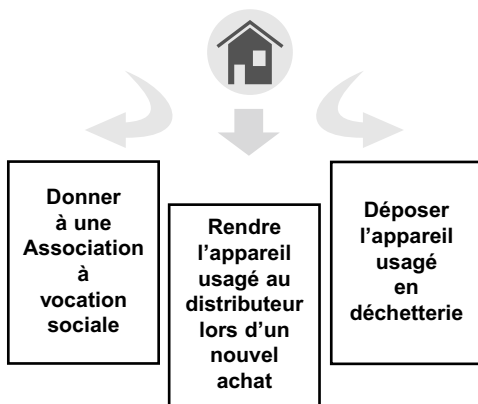 Donner
à une
Association
à
vocation
sociale
Rendre
l’appareil
usagé au
distributeur
lors d’un
nouvel
achat
Déposer
l’appareil
usagé
en
déchetterie